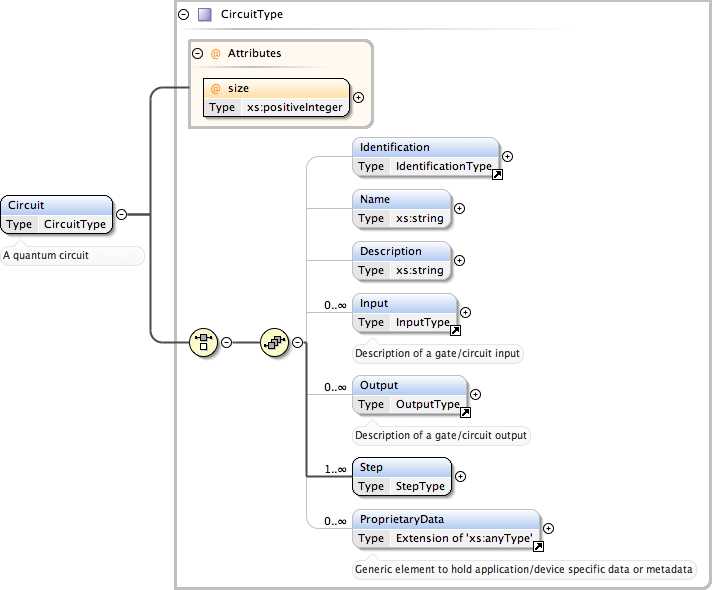 CircuitType
@ Attributes
@ size
Type xs:positiveInteger
Identification
Type IdentificationType
Name
Type xs:string
Circuit
Type CircuitType
A quantum circuit
Description
Type xs:string
0..∞ Input
Type InputType
Description of a gate/circuit input
0..∞ Output
Type OutputType
Description of a gate/circuit output
1..∞ Step
Type StepType
0..∞ ProprietaryData
Type Extension of 'xs:anyType'
Generic element to hold application/device specific data or metadata